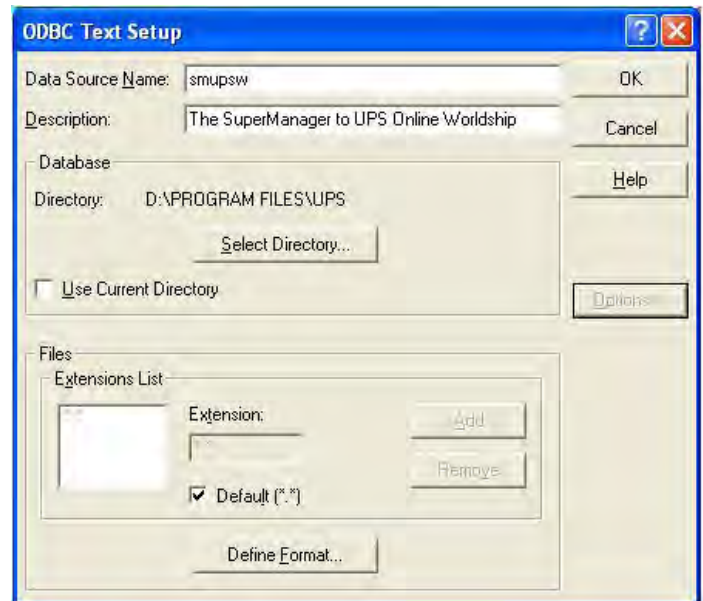 ODBC Text Setup
Data Source Name: smupsw
OK
Description: The SuperManager to UPS Online Worldship
Cancel
Database
Help
Directory: D:\PROGRAM FILES\UPS
Select Directory...
Use Current Directory
Options
Files
Extensions List
*.*
Extension:
*.*
Add
Remove
Default (*.*)
Define Format...